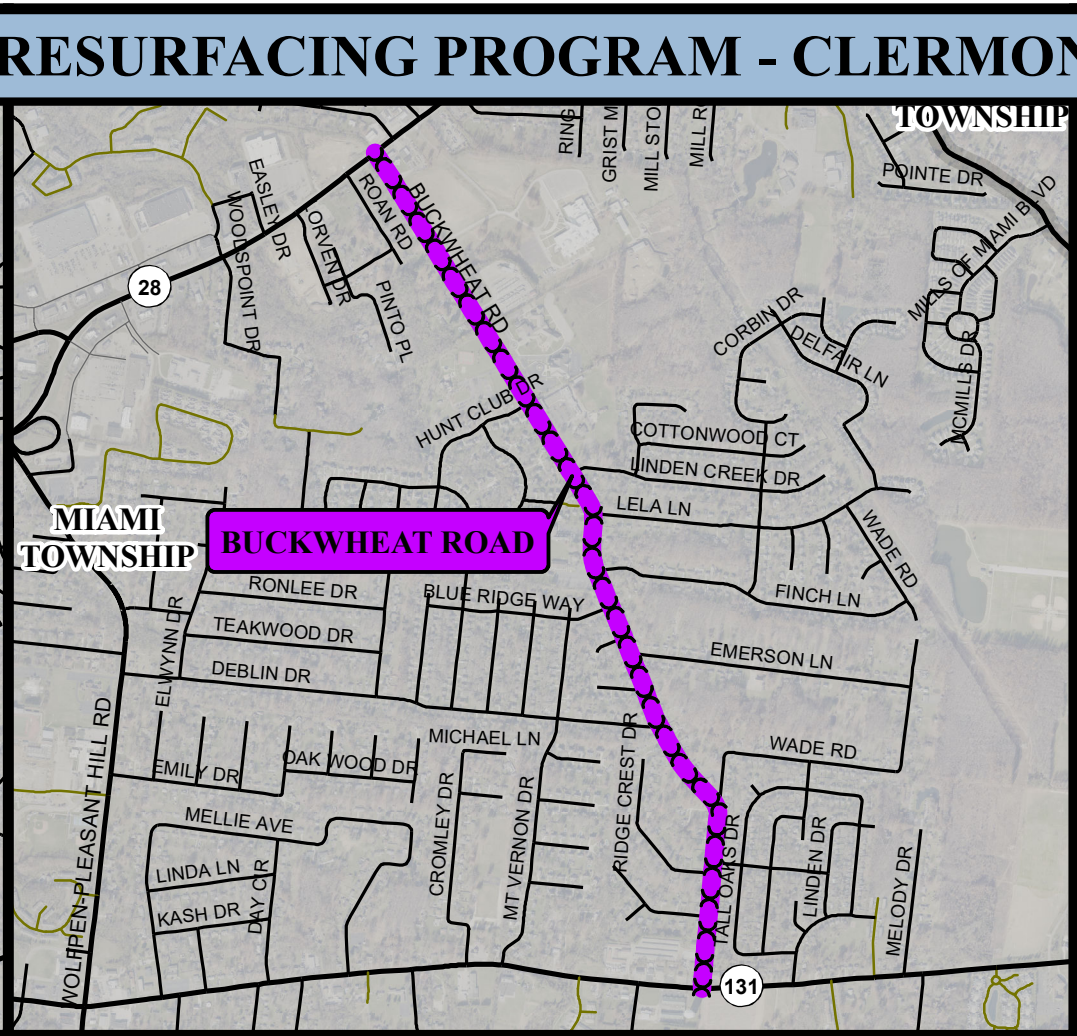 RESURFACING PROGRAM - CLERMON
TOWNSHIP
RING
GRIST M
MILL STO
MILL R
POINTE DR
EASLEY DR
WOODSPOINT DR
ORVEN DR
ROAN RD
BUCKWHEAT RD
MILLS OF MIAMI BLVD
28
PINTO PL
CORBIN DR
DELFAIR LN
MCMILLS DR
HUNT CLUB DR
COTTONWOOD CT
LINDEN CREEK DR
LELA LN
MIAMI
TOWNSHIP
BUCKWHEAT ROAD
WADE RD
RONLEE DR
BLUE RIDGE WAY
FINCH LN
ELWYNN DR
TEAKWOOD DR
EMERSON LN
DEBLIN DR
WOLFPEN-PLEASANT HILL RD
MICHAEL LN
RIDGE CREST DR
WADE RD
EMILY DR
OAK WOOD DR
CROMLEY DR
MT VERNON DR
MELLIE AVE
TALL OAKS DR
LINDEN DR
MELODY DR
LINDA LN
KASH DR
DAY CIR
131